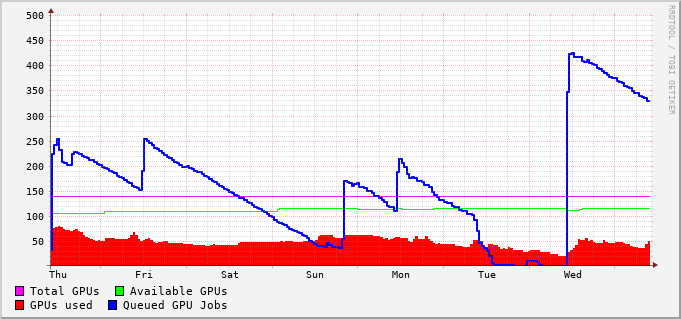 500
450
400
350
300
250
200
150
100
50
Thu Fri Sat Sun Mon Tue Wed
Total GPUs Available GPUs
GPUs used Queued GPU Jobs
RRDTOOL / TOBI OETIKER